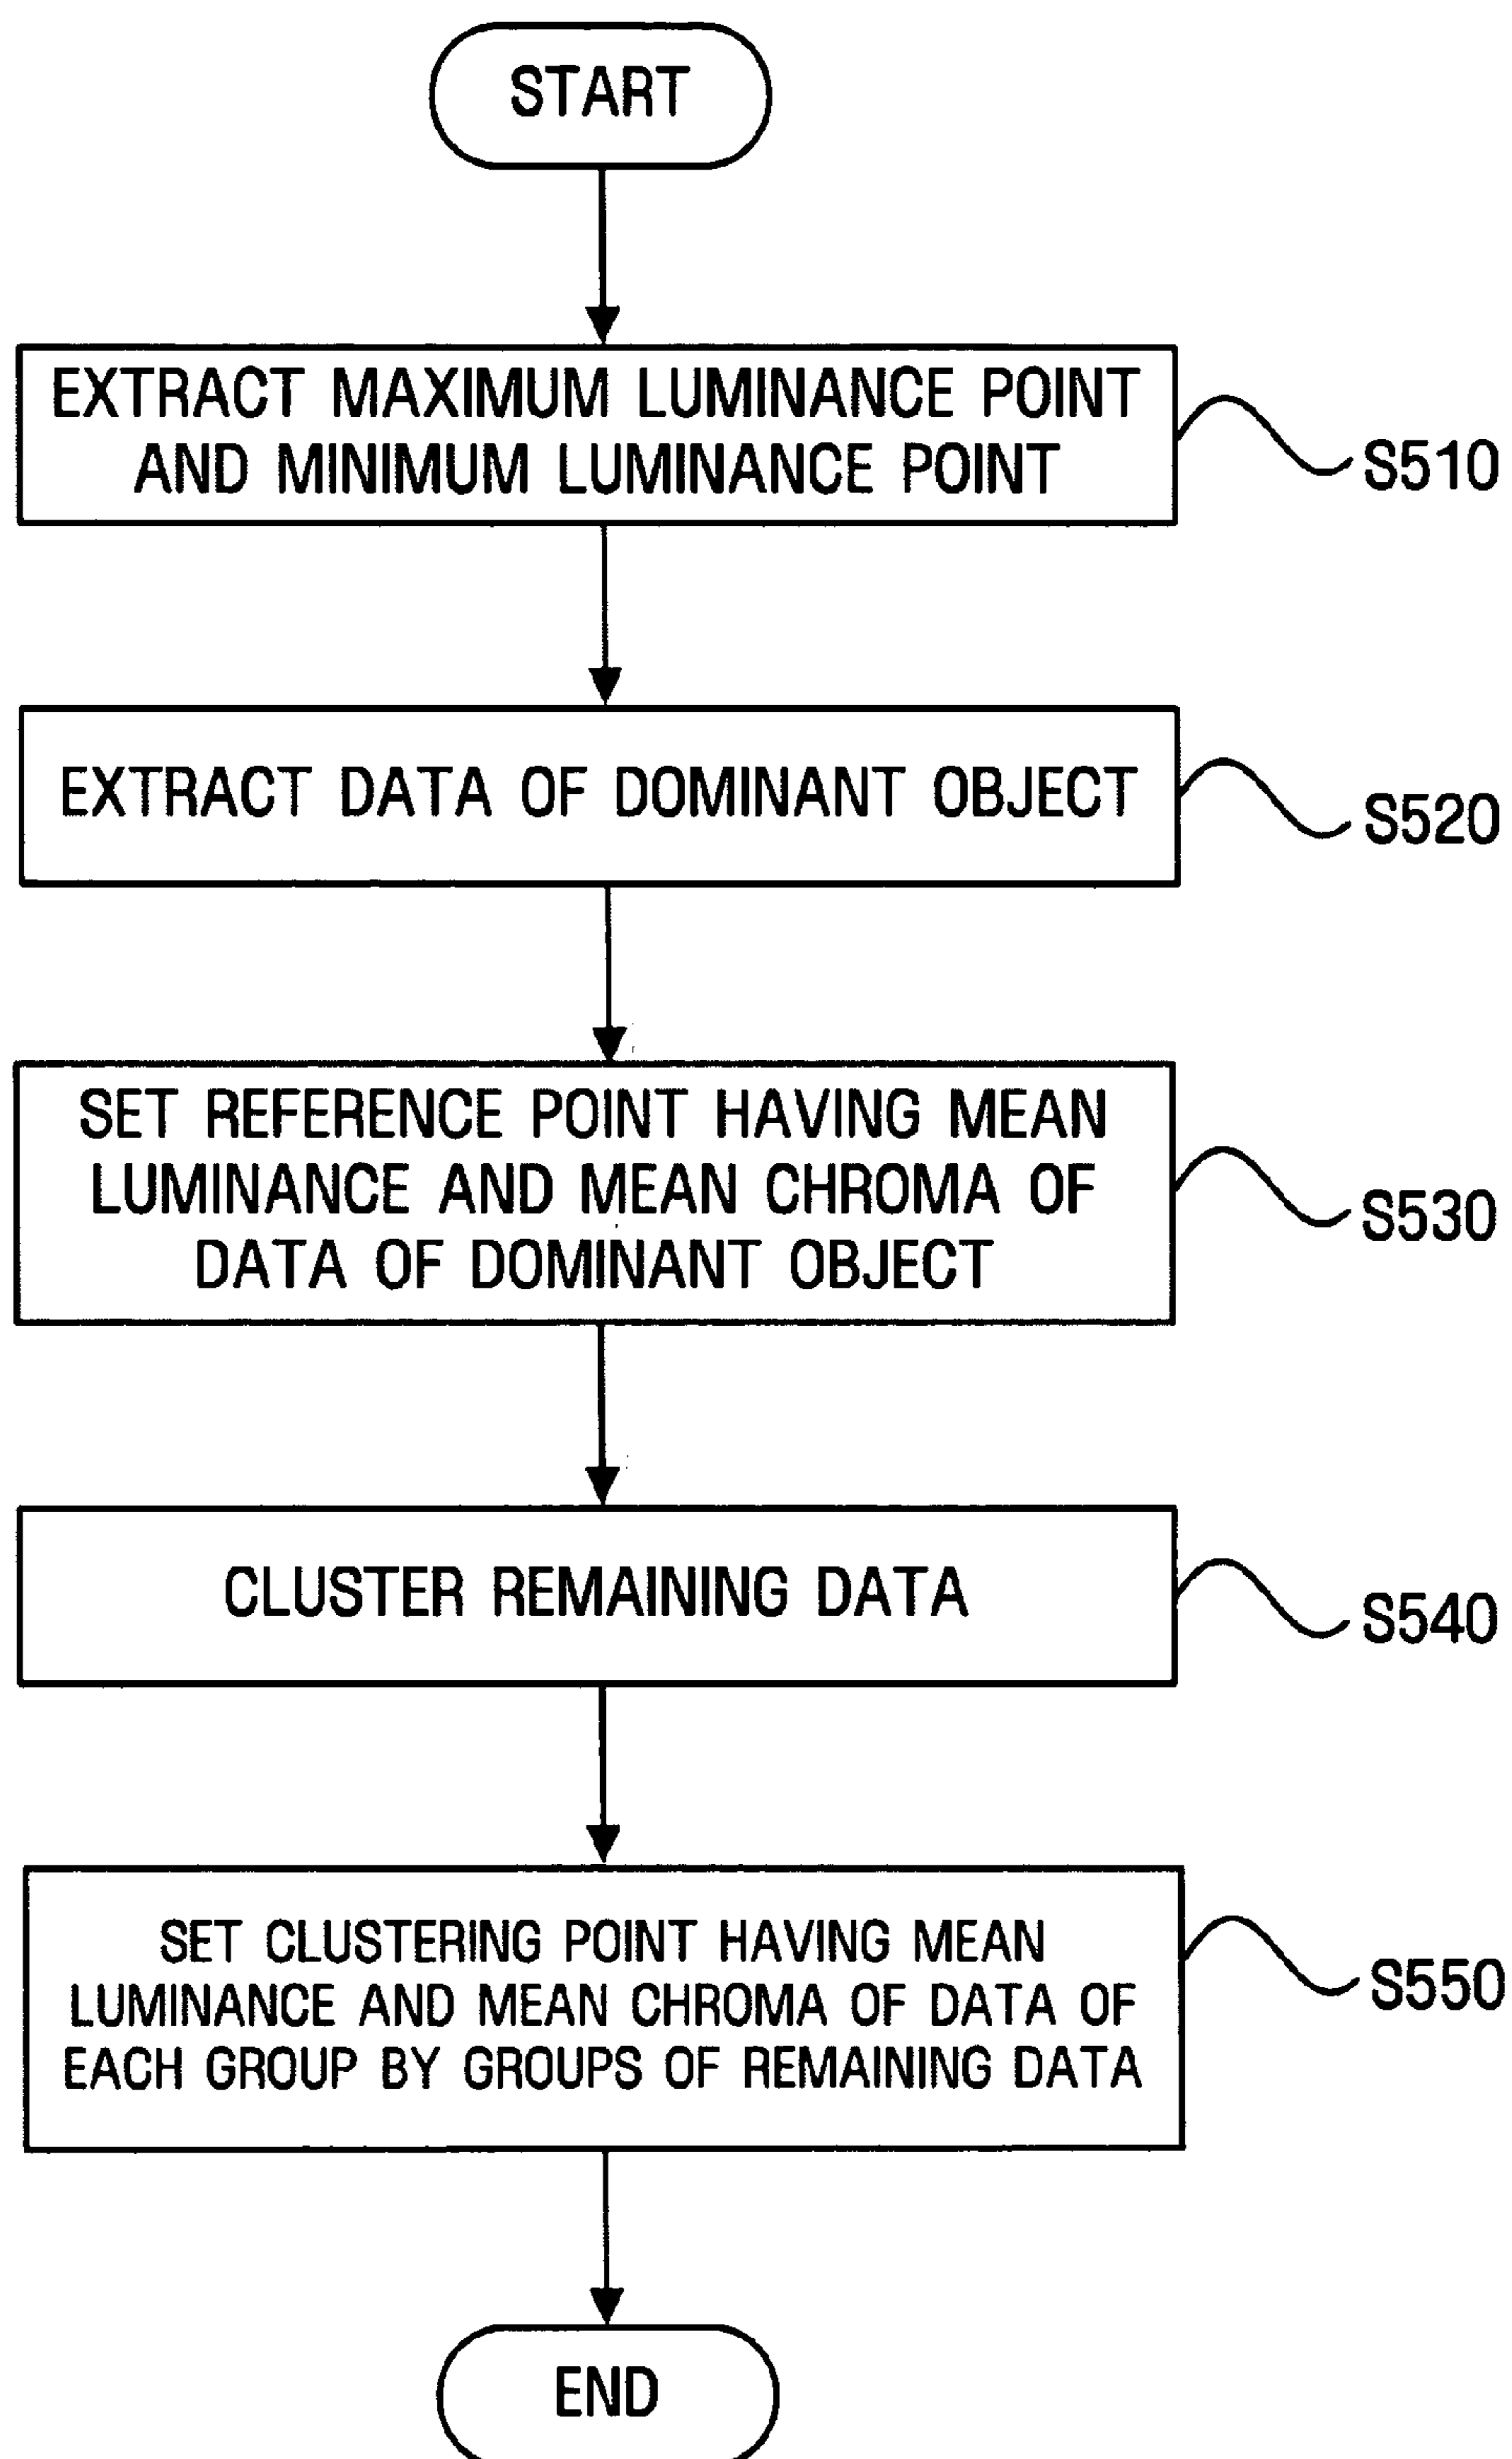 START
EXTRACT MAXIMUM LUMINANCE POINT
AND MINIMUM LUMINANCE POINT
S510
EXTRACT DATA OF DOMINANT OBJECT
S520
SET REFERENCE POINT HAVING MEAN
LUMINANCE AND MEAN CHROMA OF
DATA OF DOMINANT OBJECT
S530
CLUSTER REMAINING DATA
S540
SET CLUSTERING POINT HAVING MEAN
LUMINANCE AND MEAN CHROMA OF DATA OF
EACH GROUP BY GROUPS OF REMAINING DATA
S550
END